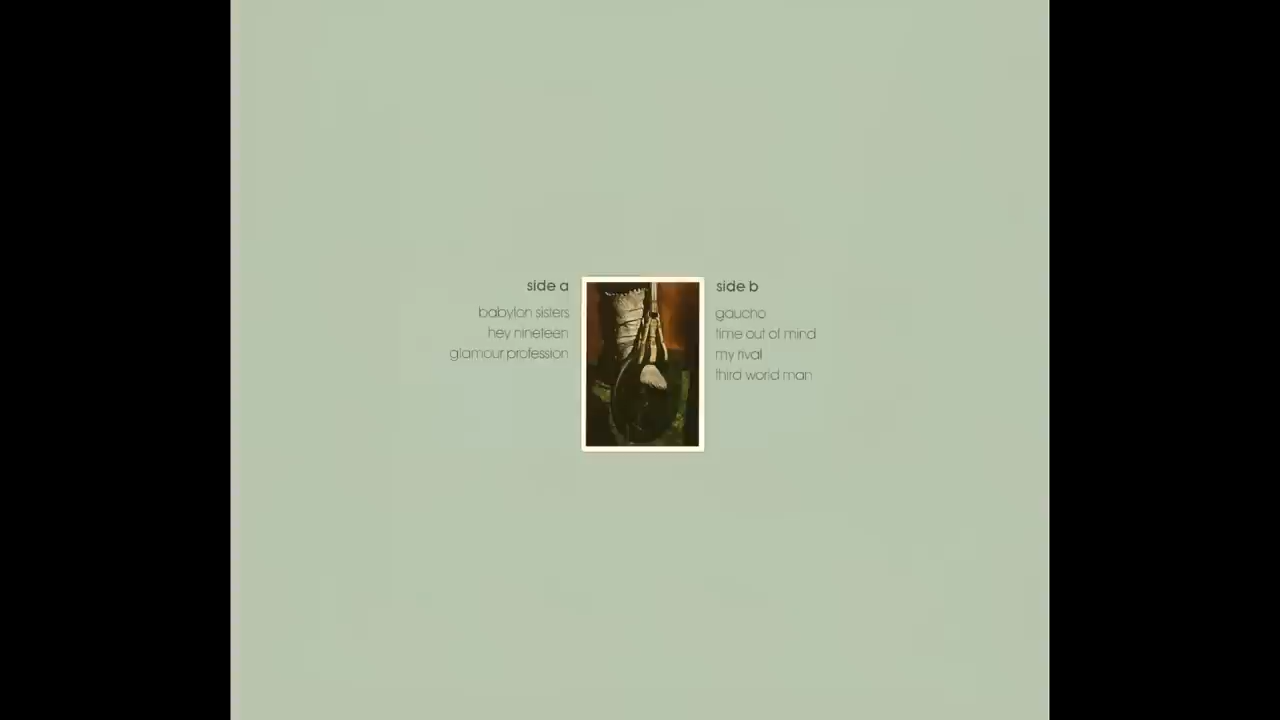 side a
babylon sisters
hey nineteen
glamour profession
side b
gaucho
time out of mind
my rival
third world man